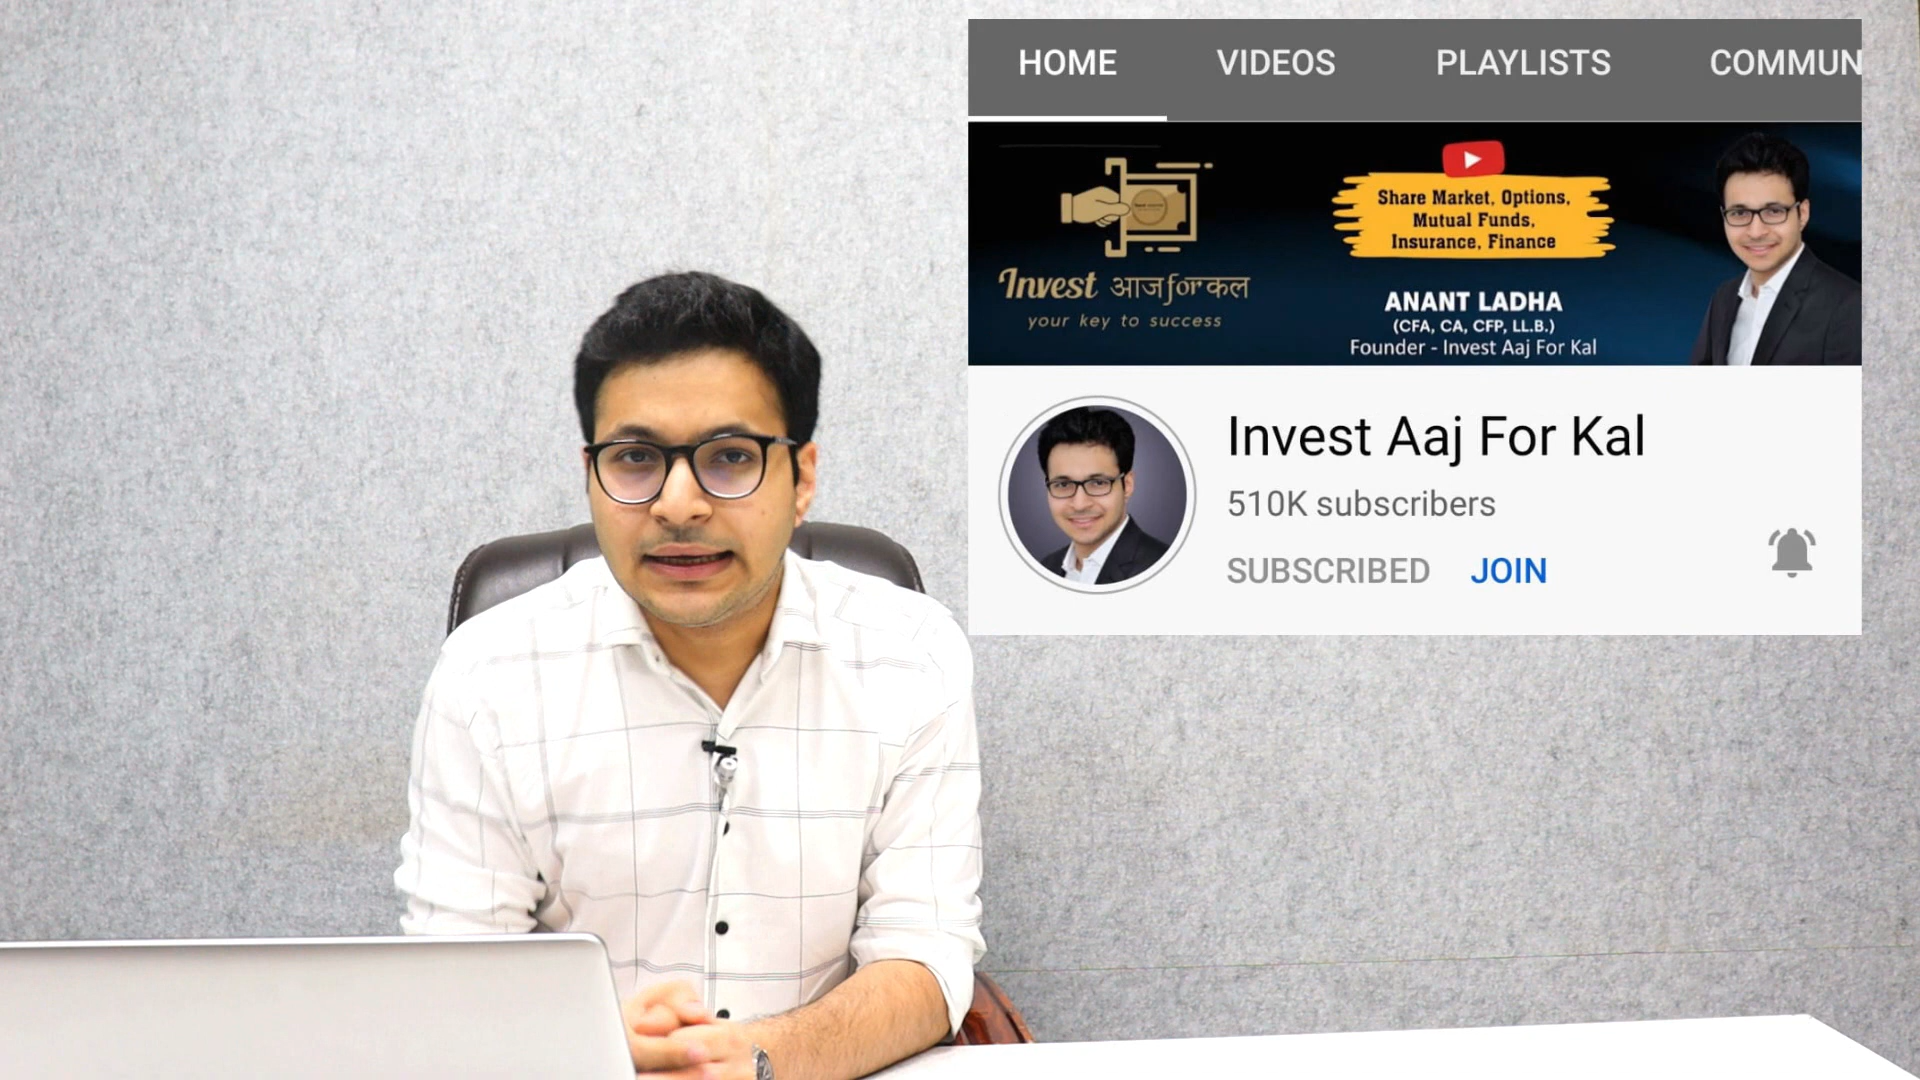 HOME VIDEOS PLAYLISTS COMMUN
Invest आज for कल
your key to success
Share Market, Options,
Mutual Funds,
Insurance, Finance
ANANT LADHA
(CFA, CA, CFP, LL.B.)
Founder - Invest Aaj For Kal
Invest Aaj For Kal
510K subscribers
SUBSCRIBED JOIN